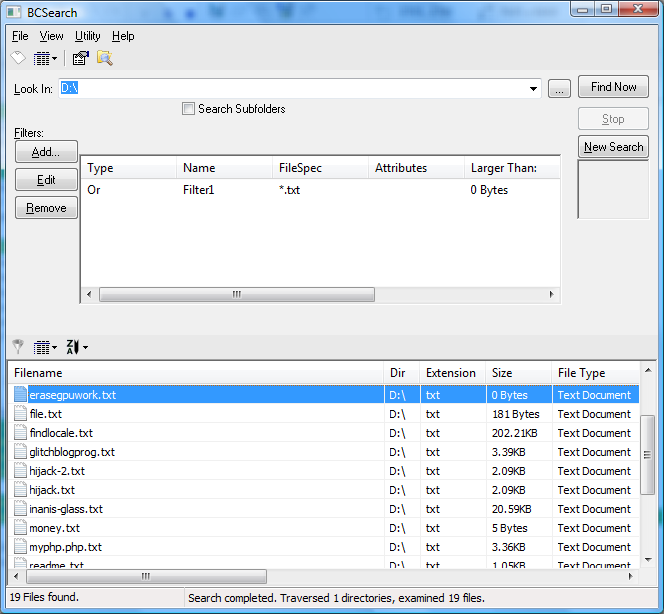 BCSearch
File View Utility Help
Look In: D:\ ... Find Now
Search Subfolders
Stop
Filters:
New Search
Add...
Type Name FileSpec Attributes Larger Than:
Edit
Or Filter1 *.txt 0 Bytes
Remove
Filename Dir Extension Size File Type
erasegpuwork.txt D:\ txt 0 Bytes Text Document
file.txt D:\ txt 181 Bytes Text Document
findlocale.txt D:\ txt 202.21KB Text Document
glitchblogprog.txt D:\ txt 3.39KB Text Document
hijack-2.txt D:\ txt 2.09KB Text Document
hijack.txt D:\ txt 2.09KB Text Document
inanis-glass.txt D:\ txt 20.59KB Text Document
money.txt D:\ txt 5 Bytes Text Document
myphp.php.txt D:\ txt 3.36KB Text Document
readme.txt D:\ txt 1.05KB Text Document
19 Files found. Search completed. Traversed 1 directories, examined 19 files.